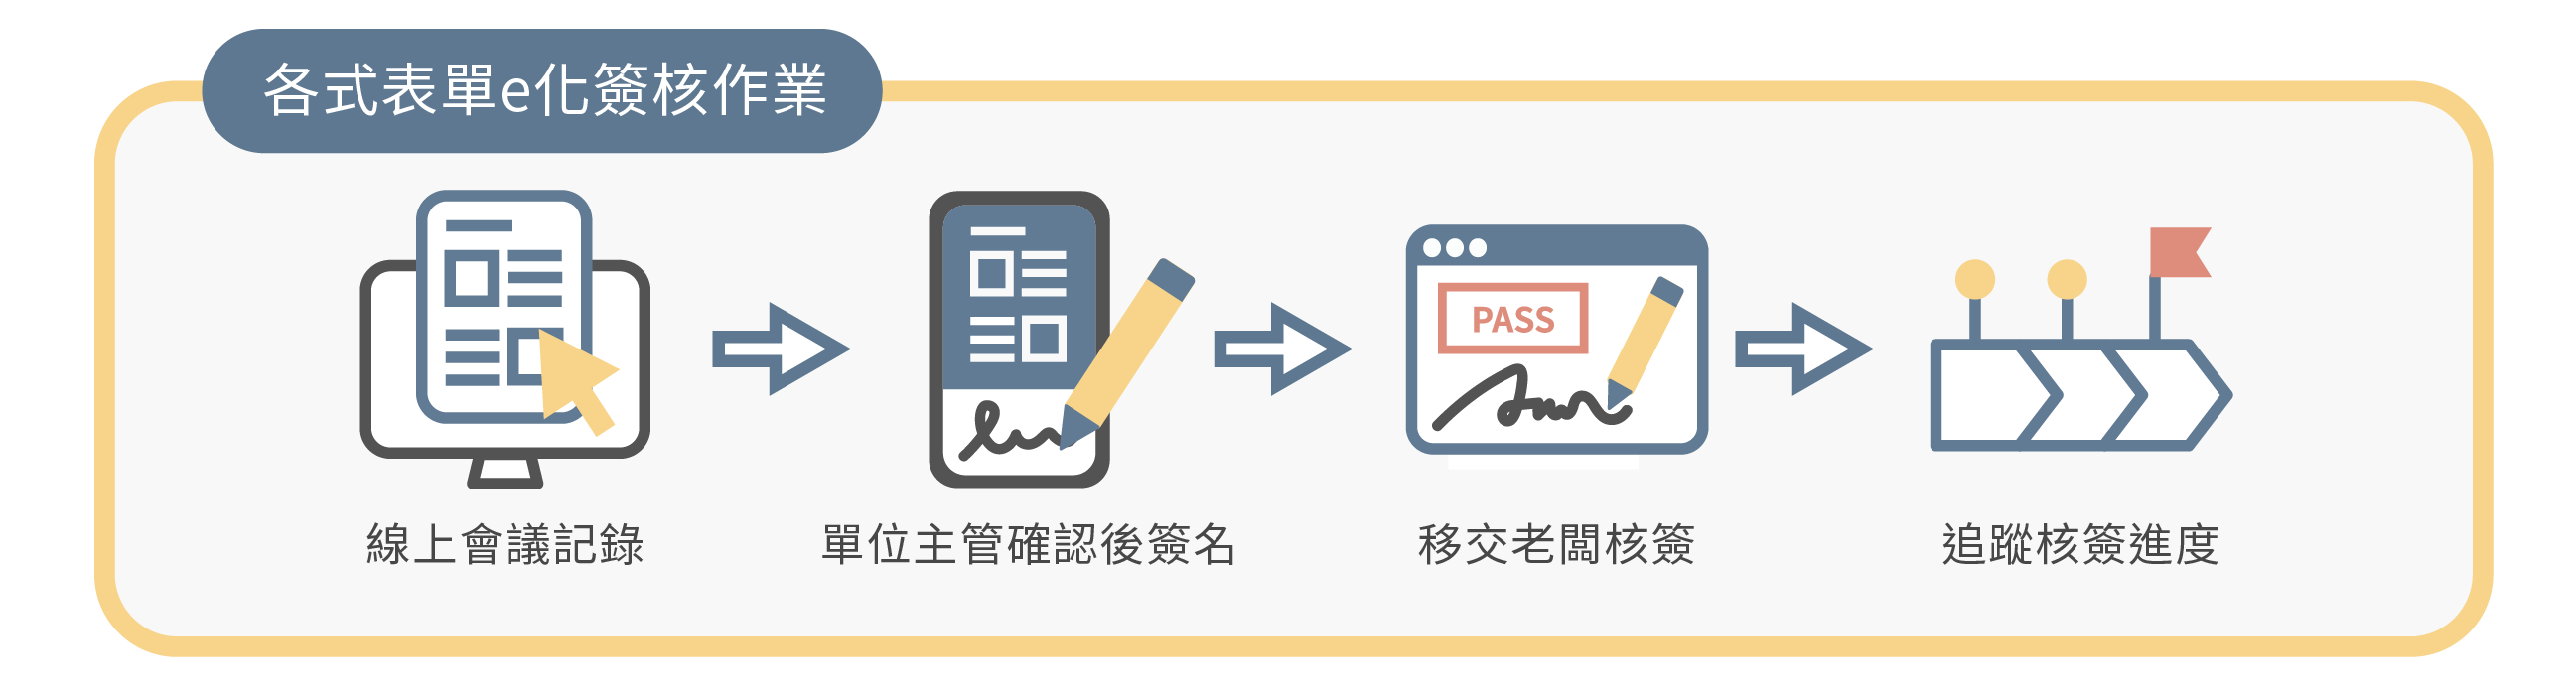 各式表單e化簽核作業
PASS
線上會議記錄
單位主管確認後簽名
移交老闆核簽
追蹤核簽進度